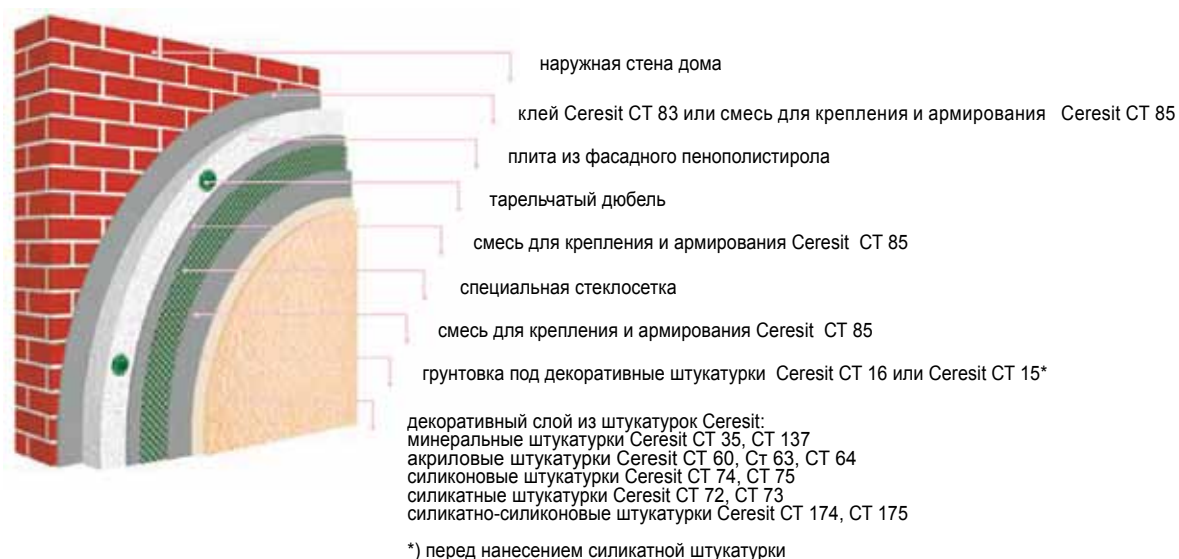 наружная стена дома
клей Ceresit CT 83 или смесь для крепления и армирования Ceresit CT 85
плита из фасадного пенополистирола
тарельчатый дюбель
смесь для крепления и армирования Ceresit CT 85
специальная стеклосетка
смесь для крепления и армирования Ceresit CT 85
грунтовка под декоративные штукатурки Ceresit CT 16 или Ceresit CT 15*
декоративный слой из штукатурок Ceresit:
минеральные штукатурки Ceresit CT 35, CT 137
акриловые штукатурки Ceresit CT 60, Ст 63, CT 64
силиконовые штукатурки Ceresit CT 74, CT 75
силикатные штукатурки Ceresit CT 72, CT 73
силикатно-силиконовые штукатурки Ceresit CT 174, CT 175
*) перед нанесением силикатной штукатурки